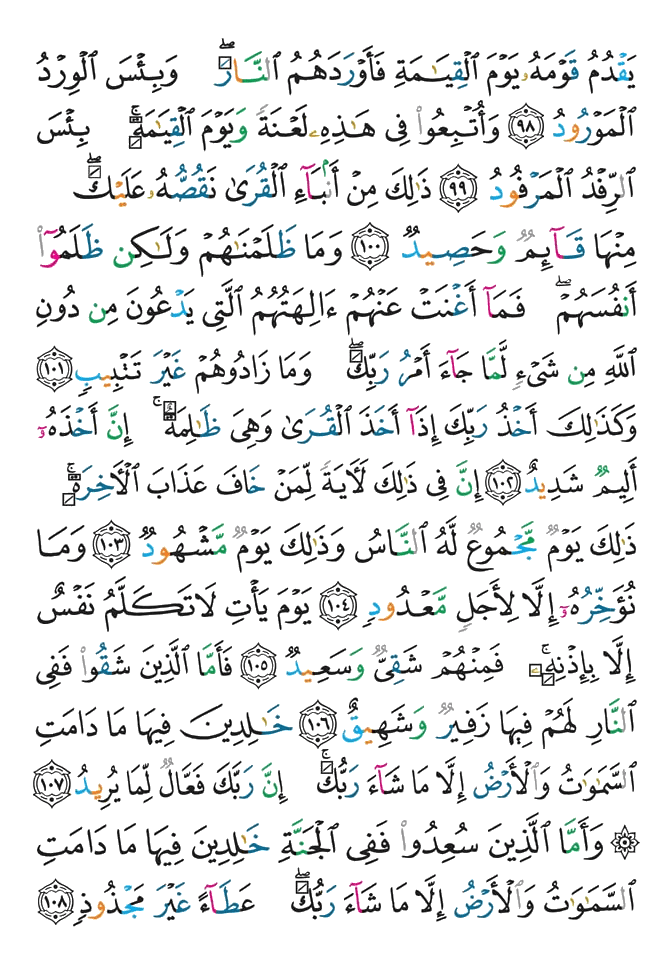 يَقْدُمُ قَوْمَهُۥ يَوْمَ ٱلْقِيَـٰمَةِ فَأَوْرَدَهُمُ ٱلنَّارَ ۖ وَبِئْسَ ٱلْوِرْدُ
ٱلْمَوْرُودُ ٩٨ وَأُتْبِعُوا۟ فِى هَـٰذِهِۦ لَعْنَةً وَيَوْمَ ٱلْقِيَـٰمَةِ ۚ بِئْسَ
ٱلرِّفْدُ ٱلْمَرْفُودُ ٩٩ ذَٰلِكَ مِنْ أَنۢبَآءِ ٱلْقُرَىٰ نَقُصُّهُۥ عَلَيْكَ ۖ
مِنْهَا قَآئِمٌ وَحَصِيدٌ ١٠٠ وَمَا ظَلَمْنَـٰهُمْ وَلَـٰكِن ظَلَمُوٓا۟
أَنفُسَهُمْ ۖ فَمَآ أَغْنَتْ عَنْهُمْ ءَالِهَتُهُمُ ٱلَّتِى يَدْعُونَ مِن دُونِ
ٱللَّهِ مِن شَىْءٍ لَّمَّا جَآءَ أَمْرُ رَبِّكَ ۖ وَمَا زَادُوهُمْ غَيْرَ تَتْبِيبٍ ١٠١
وَكَذَٰلِكَ أَخْذُ رَبِّكَ إِذَآ أَخَذَ ٱلْقُرَىٰ وَهِىَ ظَـٰلِمَةٌ ۚ إِنَّ أَخْذَهُۥٓ
أَلِيمٌ شَدِيدٌ ١٠٢ إِنَّ فِى ذَٰلِكَ لَـَٔايَةً لِّمَنْ خَافَ عَذَابَ ٱلْـَٔاخِرَةِ ۚ
ذَٰلِكَ يَوْمٌ مَّجْمُوعٌ لَّهُ ٱلنَّاسُ وَذَٰلِكَ يَوْمٌ مَّشْهُودٌ ١٠٣ وَمَا
نُؤَخِّرُهُۥٓ إِلَّا لِأَجَلٍ مَّعْدُودٍ ١٠٤ يَوْمَ يَأْتِ لَا تَكَلَّمُ نَفْسٌ
إِلَّا بِإِذْنِهِۦ ۚ فَمِنْهُمْ شَقِىٌّ وَسَعِيدٌ ١٠٥ فَأَمَّا ٱلَّذِينَ شَقُوا۟ فَفِى
ٱلنَّارِ لَهُمْ فِيهَا زَفِيرٌ وَشَهِيقٌ ١٠٦ خَـٰلِدِينَ فِيهَا مَا دَامَتِ
ٱلسَّمَـٰوَٰتُ وَٱلْأَرْضُ إِلَّا مَا شَآءَ رَبُّكَ ۚ إِنَّ رَبَّكَ فَعَّالٌ لِّمَا يُرِيدُ ١٠٧
۞ وَأَمَّا ٱلَّذِينَ سُعِدُوا۟ فَفِى ٱلْجَنَّةِ خَـٰلِدِينَ فِيهَا مَا دَامَتِ
ٱلسَّمَـٰوَٰتُ وَٱلْأَرْضُ إِلَّا مَا شَآءَ رَبُّكَ ۖ عَطَآءً غَيْرَ مَجْذُوذٍ ١٠٨